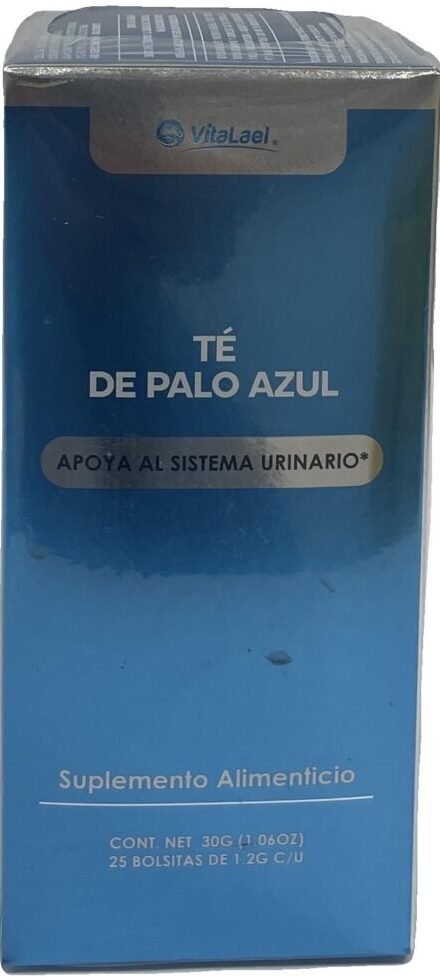 VitaLael
TÉ
DE PALO AZUL
APOYA AL SISTEMA URINARIO*
Suplemento Alimenticio
CONT. NET 30G (1.06OZ)
25 BOLSITAS DE 1.2G C/U